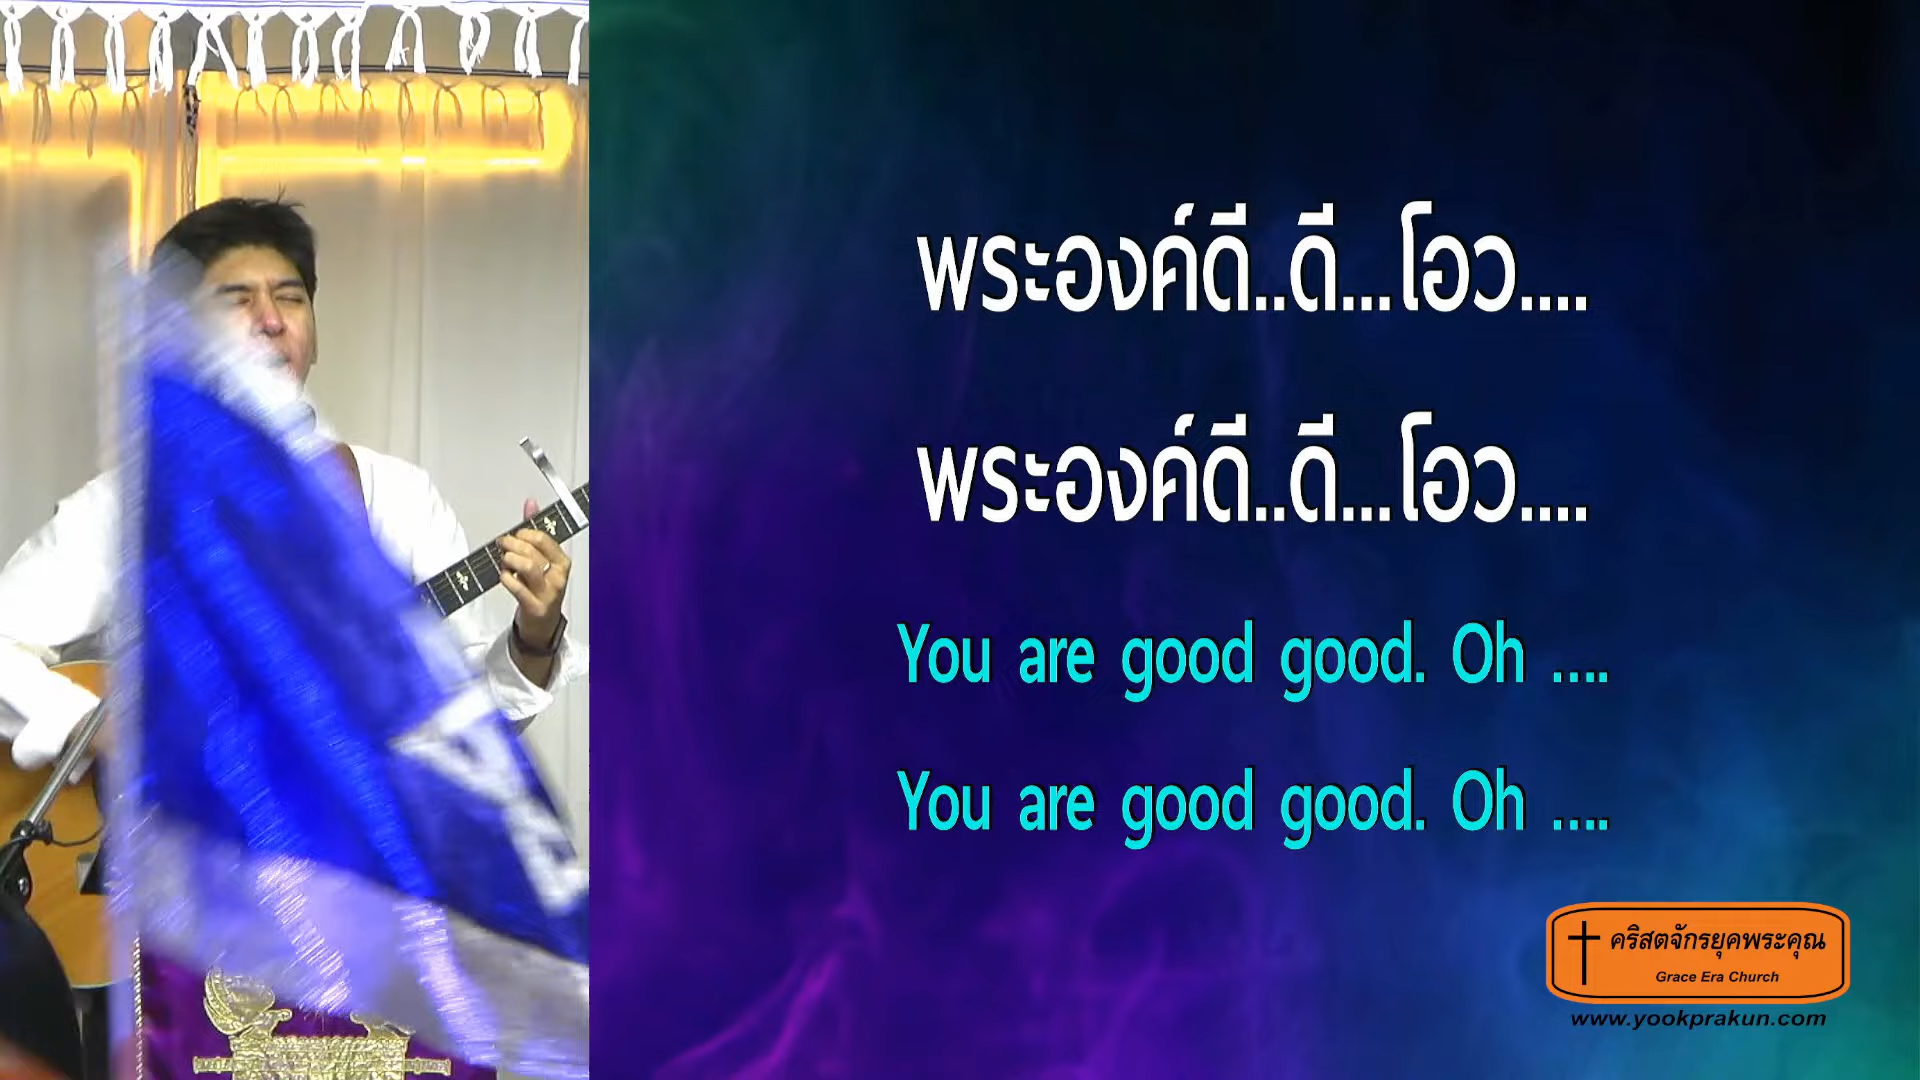 พระองค์ดี..ดี...โอว....
พระองค์ดี..ดี...โอว....
You are good good. Oh ....
You are good good. Oh ....
คริสตจักรยุคพระคุณ
Grace Era Church
www.yookprakun.com